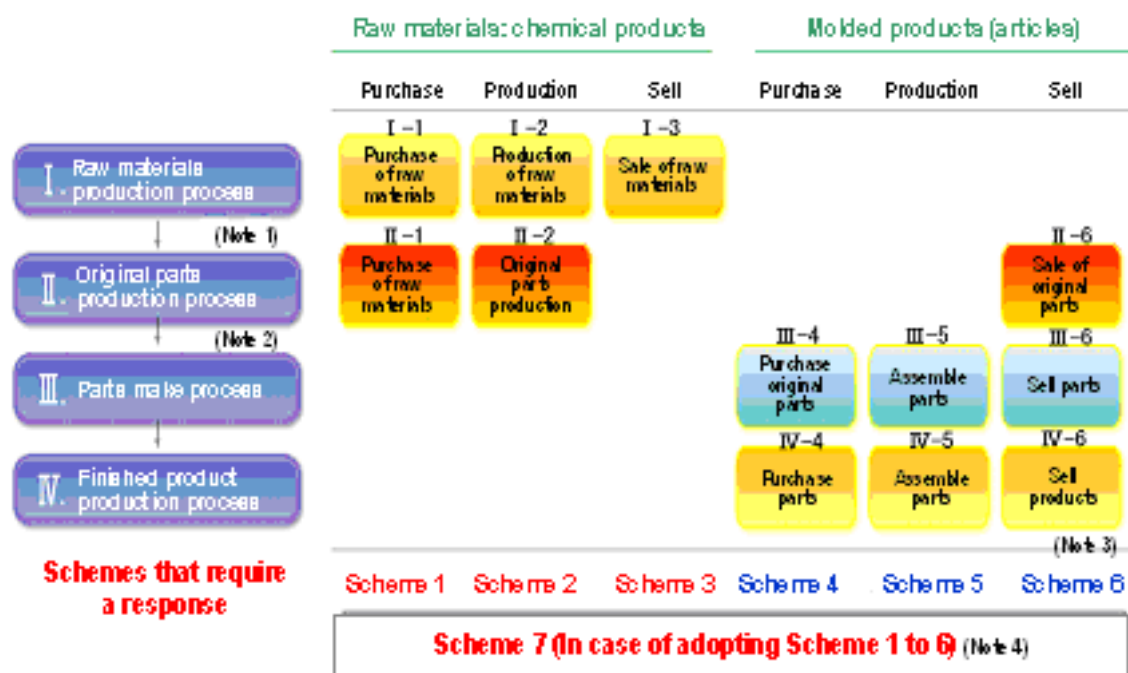 Raw materials: chemical products
Molded products (articles)
Purchase Production Sell Purchase Production Sell
I-1 I-2 I-3
I. Raw materials
production process
Purchase
of raw
materials
Production
of raw
materials
Sale of raw
materials
(Note 1)
II-1 II-2 II-6
II. Original parts
production process
Purchase
of raw
materials
Original
parts
production
Sale of
original
parts
(Note 2)
III-4 III-5 III-6
III. Parts make process
Purchase
original
parts
Assemble
parts
Sell parts
IV-4 IV-5 IV-6
IV. Finished product
production process
Purchase
parts
Assemble
parts
Sell
products
(Note 3)
Schemes that require
a response
Scheme 1 Scheme 2 Scheme 3 Scheme 4 Scheme 5 Scheme 6
Scheme 7 (In case of adopting Scheme 1 to 6) (Note 4)